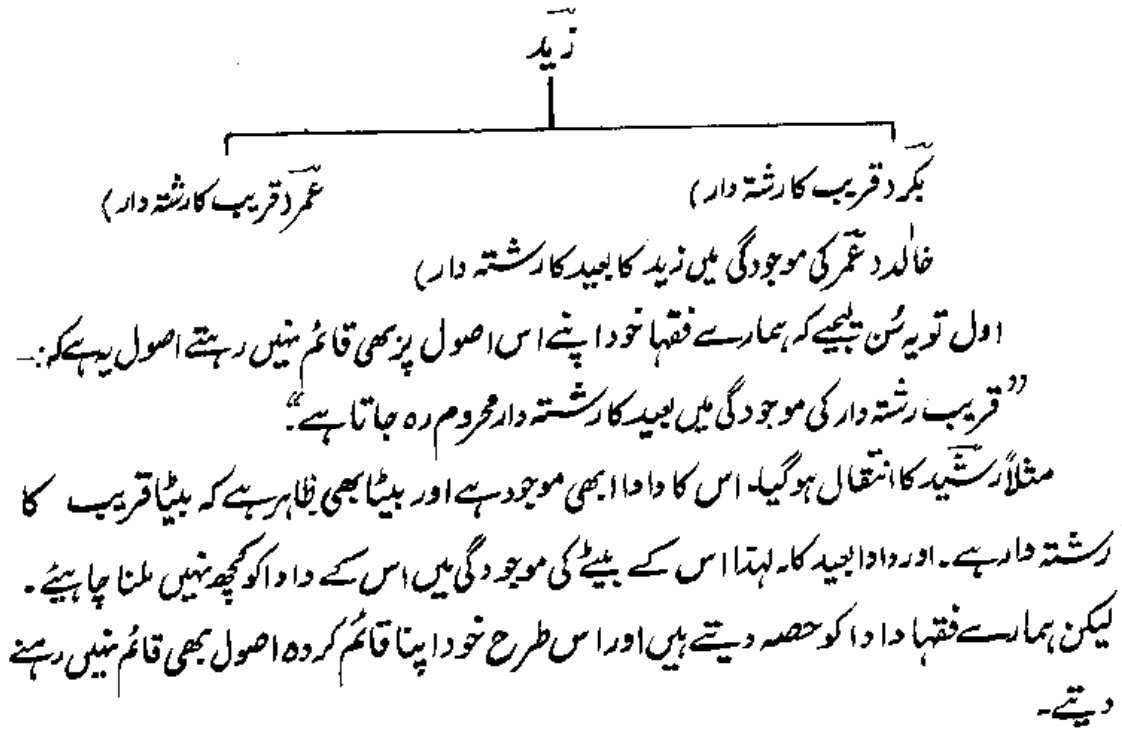 زید
بکر (قریب کا رشتہ دار)
عمر (قریب کا رشتہ دار)
خالد (عمر کی موجودگی میں زید کا بعید کا رشتہ دار)
اول تو یہ سُن لیجیے کہ ہمارے فقہا خود اپنے اس اصول پر بھی قائم نہیں رہتے اصول یہ ہے کہ :۔
”قریب رشتہ دار کی موجودگی میں بعید کا رشتہ دار محروم رہ جاتا ہے“۔
مثلاً رشید کا انتقال ہوگیا۔ اس کا دادا ابھی موجود ہے اور بیٹا بھی ظاہر ہے کہ بیٹا قریب کا
رشتہ دار ہے۔ اور دادا بعید کا۔ لہٰذا اس کے بیٹے کی موجودگی میں اس کے دادا کو کچھ نہیں ملنا چاہیئے۔
لیکن ہمارے فقہا دادا کو حصہ دیتے ہیں اور اس طرح خود اپنا قائم کردہ اصول بھی قائم نہیں رہنے
دیتے۔